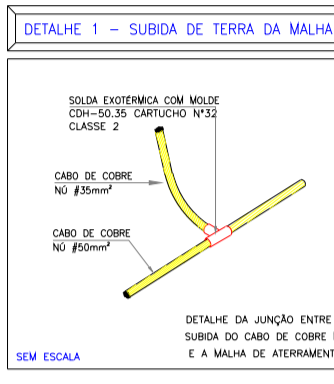 DETALHE 1 - SUBIDA DE TERRA DA MALHA
SOLDA EXOTÉRMICA COM MOLDE
CDH-50.35 CARTUCHO N°32
CLASSE 2
CABO DE COBRE
NÚ #35mm²
CABO DE COBRE
NÚ #50mm²
DETALHE DA JUNÇÃO ENTRE
SUBIDA DO CABO DE COBRE
E A MALHA DE ATERRAMENT
SEM ESCALA